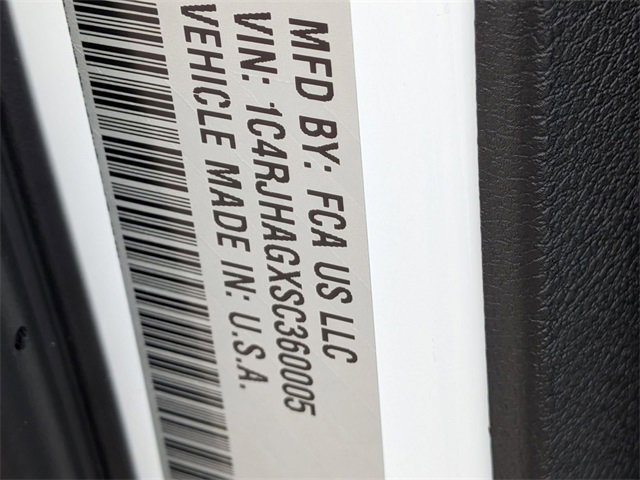 MFD BY: FCA US LLC
VIN: 1C4RJHAGXSC360005
VEHICLE MADE IN: U.S.A.